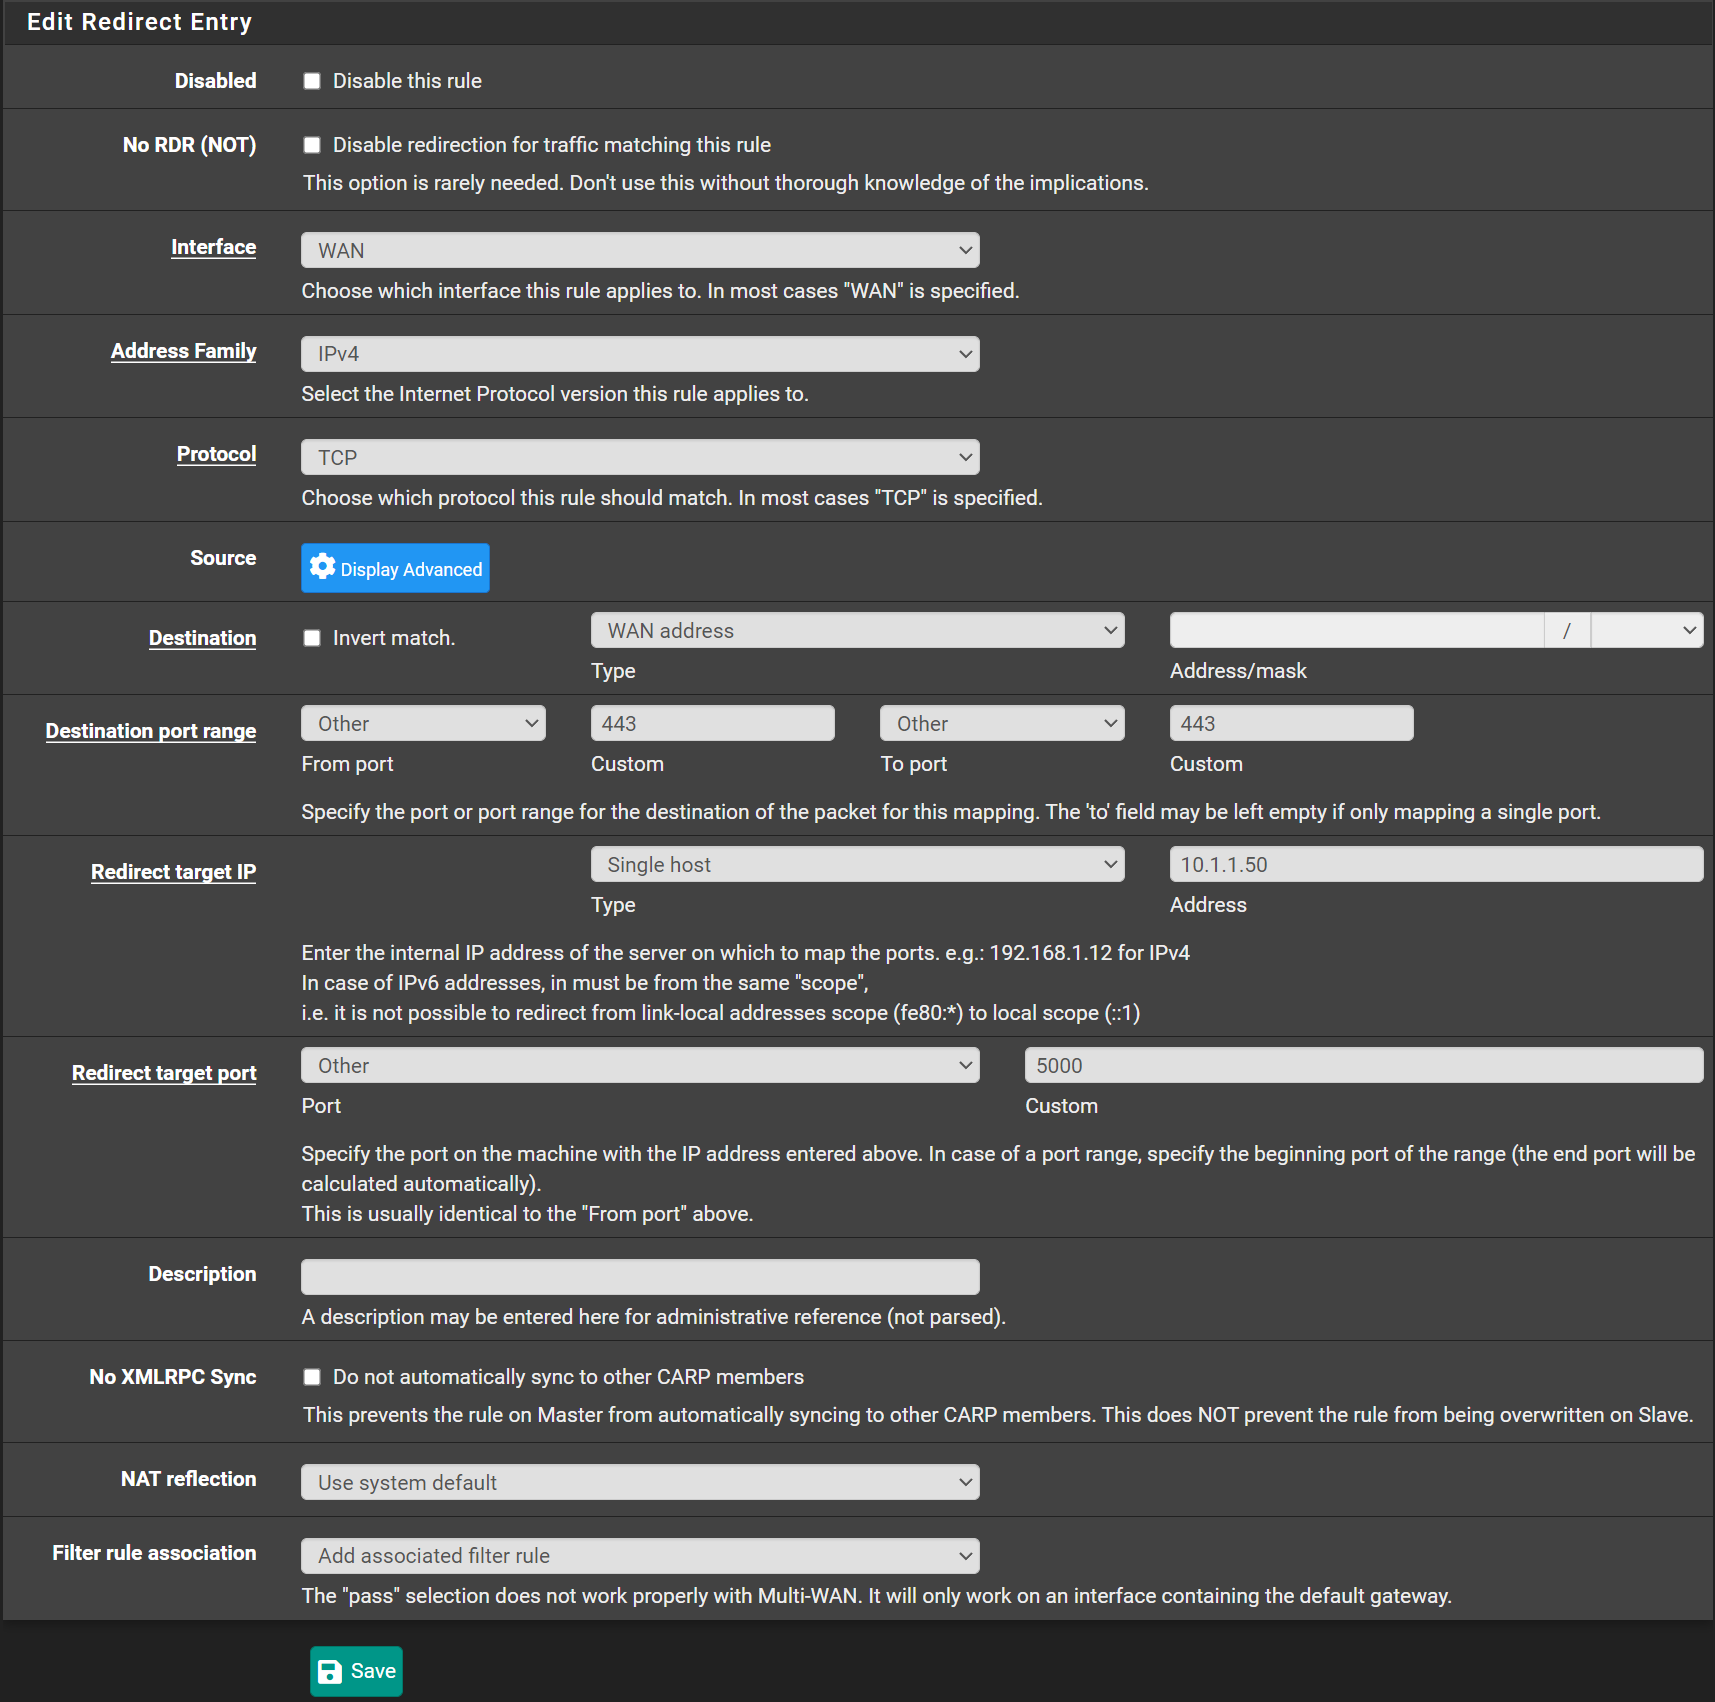 Edit Redirect Entry
Disabled
Disable this rule
No RDR (NOT)
Disable redirection for traffic matching this rule
This option is rarely needed. Don't use this without thorough knowledge of the implications.
Interface
WAN
Choose which interface this rule applies to. In most cases "WAN" is specified.
Address Family
IPv4
Select the Internet Protocol version this rule applies to.
Protocol
TCP
Choose which protocol this rule should match. In most cases "TCP" is specified.
Source
Display Advanced
Destination
Invert match.
WAN address
/
Type
Address/mask
Destination port range
Other
443
Other
443
From port
Custom
To port
Custom
Specify the port or port range for the destination of the packet for this mapping. The 'to' field may be left empty if only mapping a single port.
Redirect target IP
Single host
10.1.1.50
Type
Address
Enter the internal IP address of the server on which to map the ports. e.g.: 192.168.1.12 for IPv4
In case of IPv6 addresses, in must be from the same "scope",
i.e. it is not possible to redirect from link-local addresses scope (fe80:*) to local scope (::1)
Redirect target port
Other
5000
Port
Custom
Specify the port on the machine with the IP address entered above. In case of a port range, specify the beginning port of the range (the end port will be
calculated automatically).
This is usually identical to the "From port" above.
Description
A description may be entered here for administrative reference (not parsed).
No XMLRPC Sync
Do not automatically sync to other CARP members
This prevents the rule on Master from automatically syncing to other CARP members. This does NOT prevent the rule from being overwritten on Slave.
NAT reflection
Use system default
Filter rule association
Add associated filter rule
The "pass" selection does not work properly with Multi-WAN. It will only work on an interface containing the default gateway.
Save